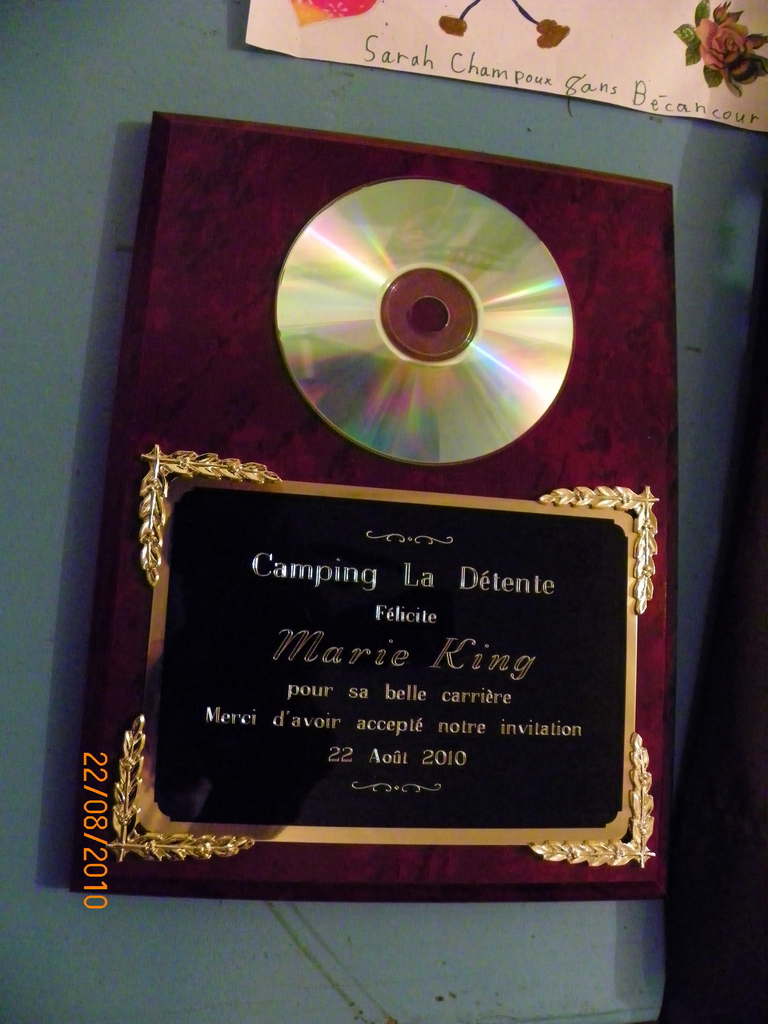 Sarah Champoux 8ans Bécancour
Camping La Détente
Félicite
Marie King
pour sa belle carrière
Merci d'avoir accepté notre invitation
22 Août 2010
22/08/2010